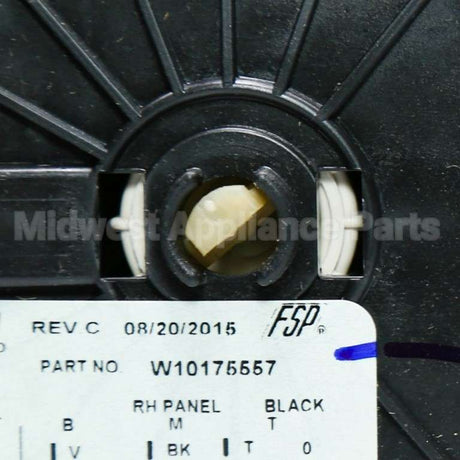 Midwest Appliance Parts
REV C 08/20/2015 FSP®
PART NO. W10175557
RH PANEL BLACK
B M T
V BK T 0